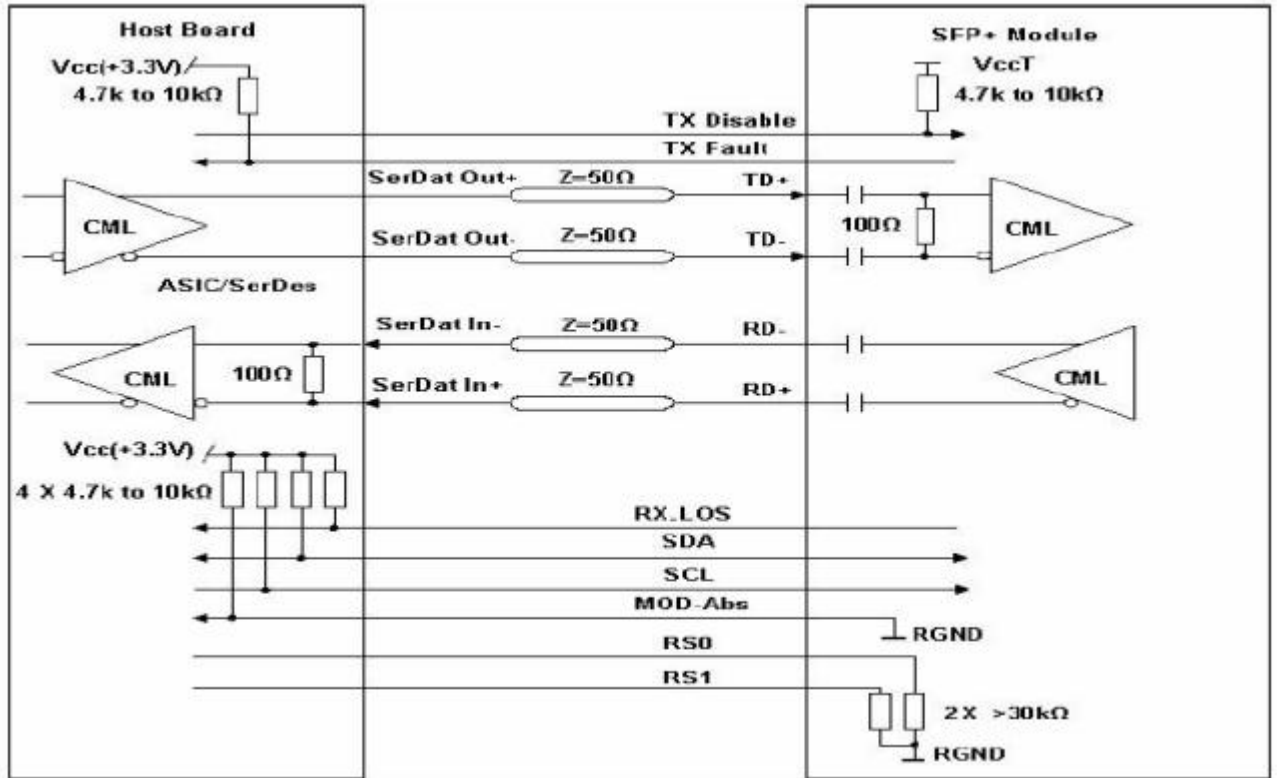 Host Board
SFP+ Module
Vcc(+3.3V)
VccT
4.7k to 10kΩ
4.7k to 10kΩ
TX Disable
TX Fault
SerDat Out+
Z=50Ω
TD+
CML
100Ω
CML
SerDat Out-
Z=50Ω
TD-
ASIC/SerDes
SerDat In-
Z=50Ω
RD-
CML
100Ω
SerDat In+
Z=50Ω
RD+
CML
Vcc(+3.3V)
4 X 4.7k to 10kΩ
RX_LOS
SDA
SCL
MOD-Abs
RGND
RS0
RS1
2X >30kΩ
RGND